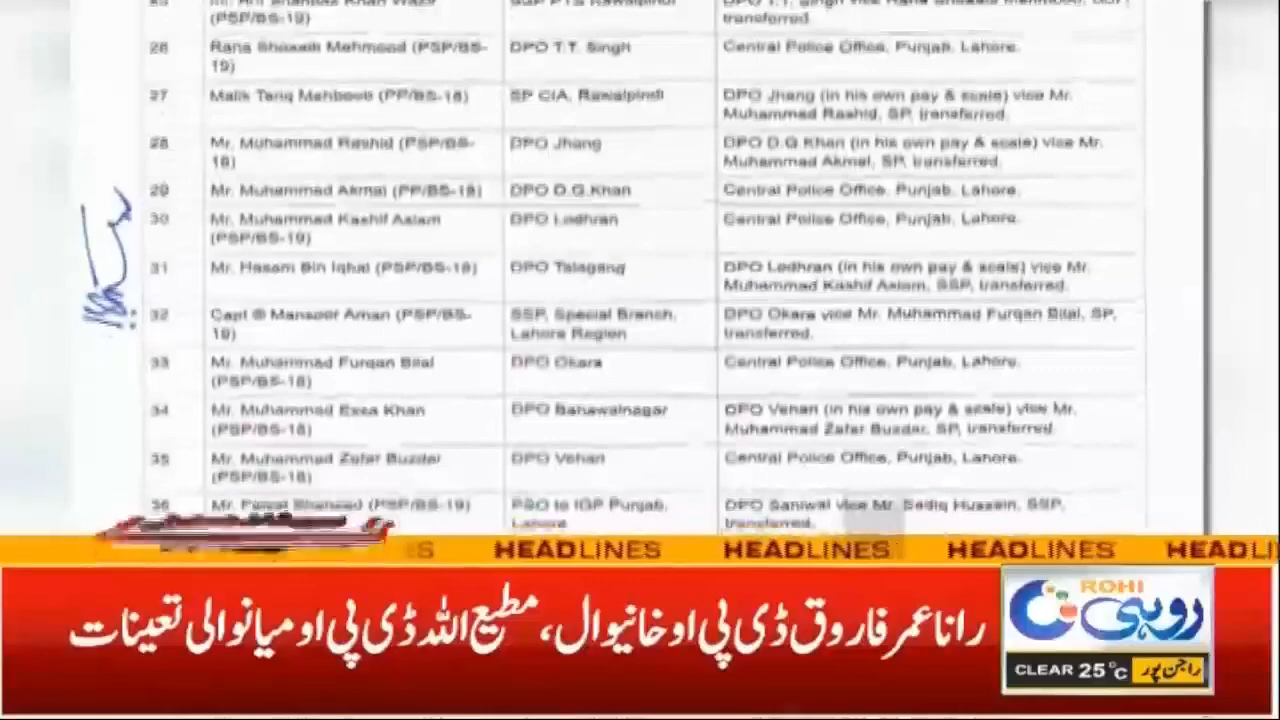 (PSP/BS-19)
transferred.
26 Rana Shoaib Mehmood (PSP/BS-19) DPO T.T. Singh Central Police Office, Punjab, Lahore.
27 Malik Tariq Mehboob (PP/BS-18) SP CIA, Rawalpindi DPO Jhang (in his own pay & scale) vice Mr. Muhammad Rashid, SP, transferred.
28 Mr. Muhammad Rashid (PSP/BS-18) DPO Jhang DPO D.G.Khan (in his own pay & scale) vice Mr. Muhammad Akmal, SP, transferred.
29 Mr. Muhammad Akmal (PP/BS-18) DPO D.G.Khan Central Police Office, Punjab, Lahore.
30 Mr. Muhammad Kashif Aslam (PSP/BS-19) DPO Lodhran Central Police Office, Punjab, Lahore.
31 Mr. Hasam Bin Iqbal (PSP/BS-18) DPO Talagang DPO Lodhran (in his own pay & scale) vice Mr. Muhammad Kashif Aslam, SSP, transferred.
32 Capt ® Mansoor Aman (PSP/BS-19) SSP, Special Branch, Lahore Region DPO Okara vice Mr. Muhammad Furqan Bilal, SP, transferred.
33 Mr. Muhammad Furqan Bilal (PSP/BS-18) DPO Okara Central Police Office, Punjab, Lahore.
34 Mr. Muhammad Essa Khan (PSP/BS-18) DPO Bahawalnagar DPO Vehari (in his own pay & scale) vice Mr. Muhammad Zafar Buzdar, SP, transferred.
35 Mr. Muhammad Zafar Buzdar (PSP/BS-18) DPO Vehari Central Police Office, Punjab, Lahore.
36 Mr. (PSP/BS-19) PSO to IGP Punjab, Lahore DPO Sahiwal vice Mr. Sadiq Hussain, SSP, transferred.
HEADLINES HEADLINES HEADLINES HEADLI
رانا عمر فاروق ڈی پی او خانیوال، مطیع اللہ ڈی پی او میانوالی تعینات
ROHI
روہی
CLEAR 25°C راجن پور